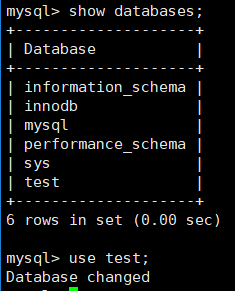 mysql> show databases;
+--------------------+
| Database           |
+--------------------+
| information_schema |
| innodb             |
| mysql              |
| performance_schema |
| sys                |
| test               |
+--------------------+
6 rows in set (0.00 sec)
mysql> use test;
Database changed